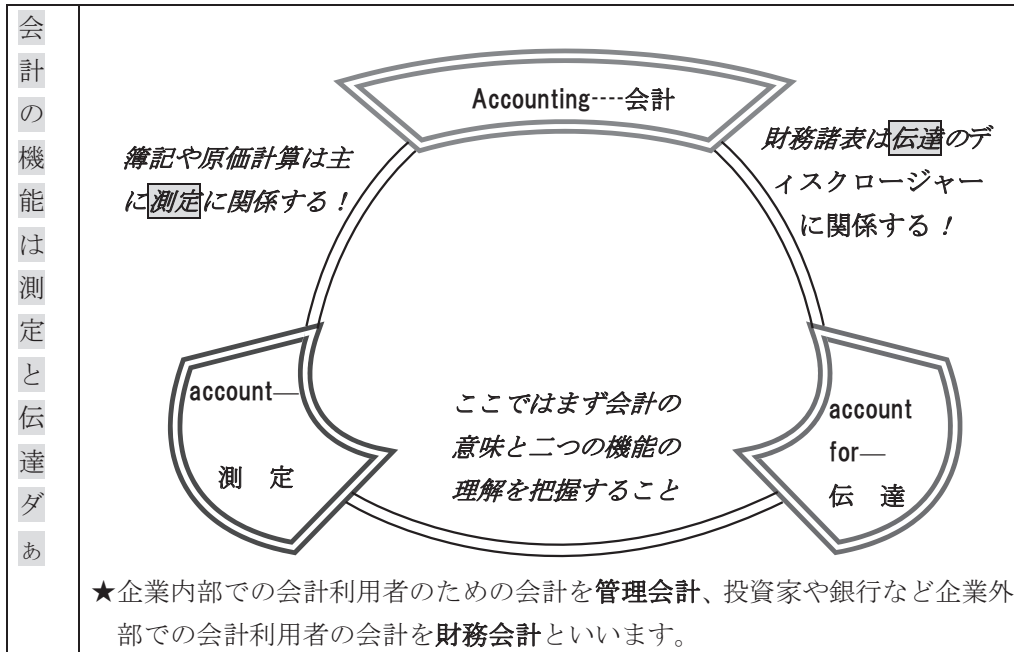 会計の機能は測定と伝達ダぁ
Accounting----会計
簿記や原価計算は主
に測定に関係する！
財務諸表は伝達のデ
ィスクロージャー
に関係する！
account―
測　定
ここではまず会計の
意味と二つの機能の
理解を把握すること
account
for―
伝　達
★企業内部での会計利用者のための会計を管理会計、投資家や銀行など企業外
部での会計利用者の会計を財務会計といいます。